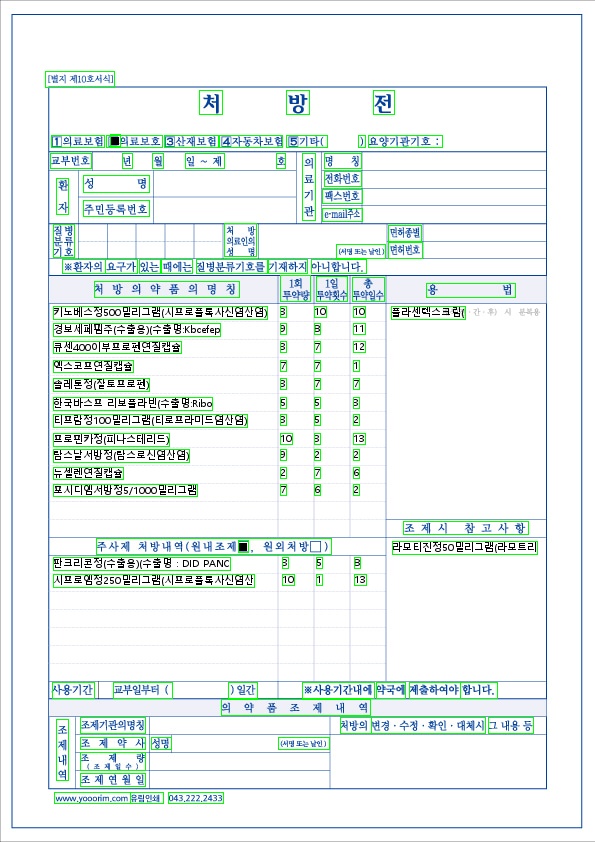 [별지 제10호서식]
처 방 전
1의료보험 ■의료보호 3산재보험 4자동차보험 5기타( ) 요양기관기호 :
교부번호 년 월 일 ~ 제 호
의료기관
명 칭
전화번호
팩스번호
e-mail주소
환자
성 명
주민등록번호
질병분류기호
처 방 의료인의 성 명
(서명 또는 날인)
면허종별
면허번호
※환자의 요구가 있는 때에는 질병분류기호를 기재하지 아니합니다.
처 방 의 약 품 의 명 칭 1회 투약량 1일 투약횟수 총 투약일수 용 법
키노베스정500밀리그램(시프로플록사신염산염) 3 10 10 플라센텍스크림( · 간 · 후) 시 분복용
경보세페핌주(수출용)(수출명:Kbcefep 9 8 11
큐센400이부프로펜연질캡슐 3 7 12
엑스코프연질캡슐 7 7 1
솔레톤정(잘토프로펜) 3 7 7
한국바스프 리보플라빈(수출명:Ribo 5 5 3
티프람정100밀리그램(티로프라미드염산염) 3 5 2
프로핀카정(피나스테리드) 10 3 13
탐스날서방정(탐스로신염산염) 9 2 2
뉴셀렌연질캡슐 2 7 6
포시디엠서방정5/1000밀리그램 7 6 2
조 제 시 참 고 사 항
주사제 처방내역(원내조제■, 원외처방□)
라모티진정50밀리그램(라모트리
판크리콘정(수출용)(수출명 : DID PANC 3 5 8
시프로엠정250밀리그램(시프로플록사신염산 10 1 13
사용기간 교부일부터 ( ) 일간 ※사용기간내에 약국에 제출하여야 합니다.
의 약 품 조 제 내 역
조제내역
조제기관의명칭 처방의 변경 · 수정 · 확인 · 대체시 그 내용 등
조 제 약 사 성명 (서명 또는 날인)
조 제 량
( 조 제 일 수 )
조 제 연 월 일
www.yooorim.com 유림인쇄 043.222.2433